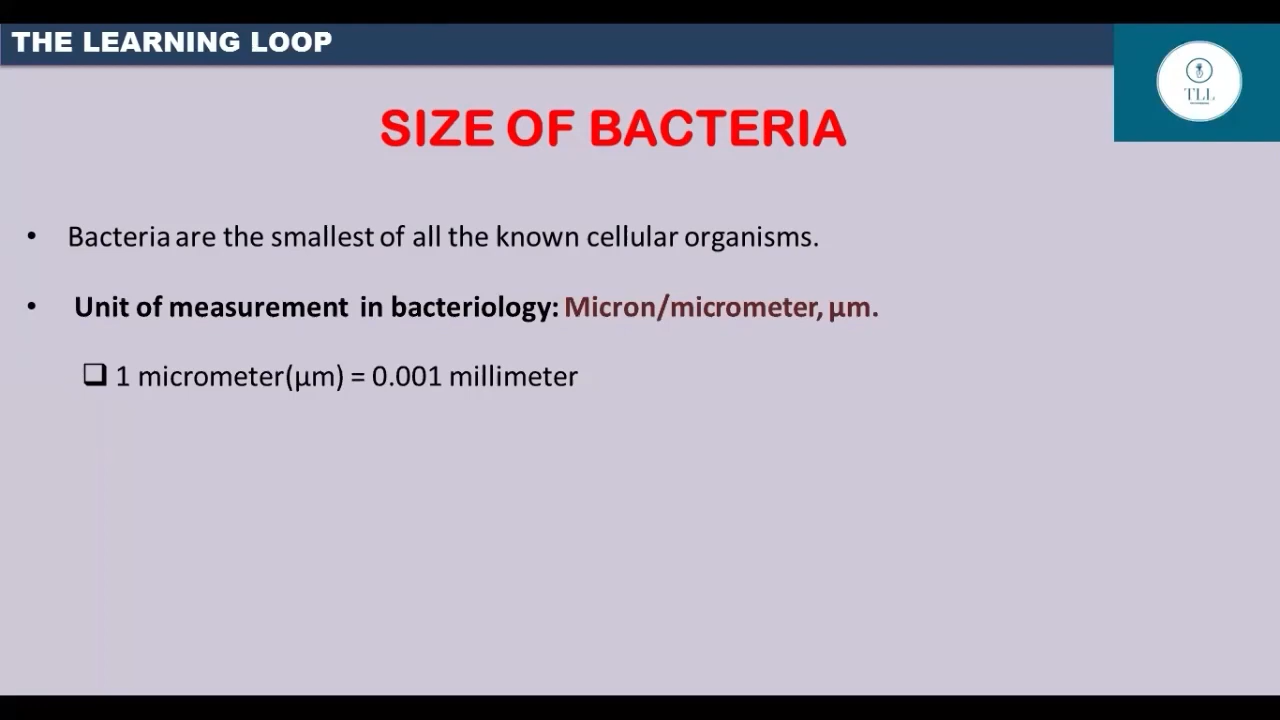 THE LEARNING LOOP
TLL
SIZE OF BACTERIA
• Bacteria are the smallest of all the known cellular organisms.
• Unit of measurement in bacteriology: Micron/micrometer, µm.
❑ 1 micrometer(µm) = 0.001 millimeter